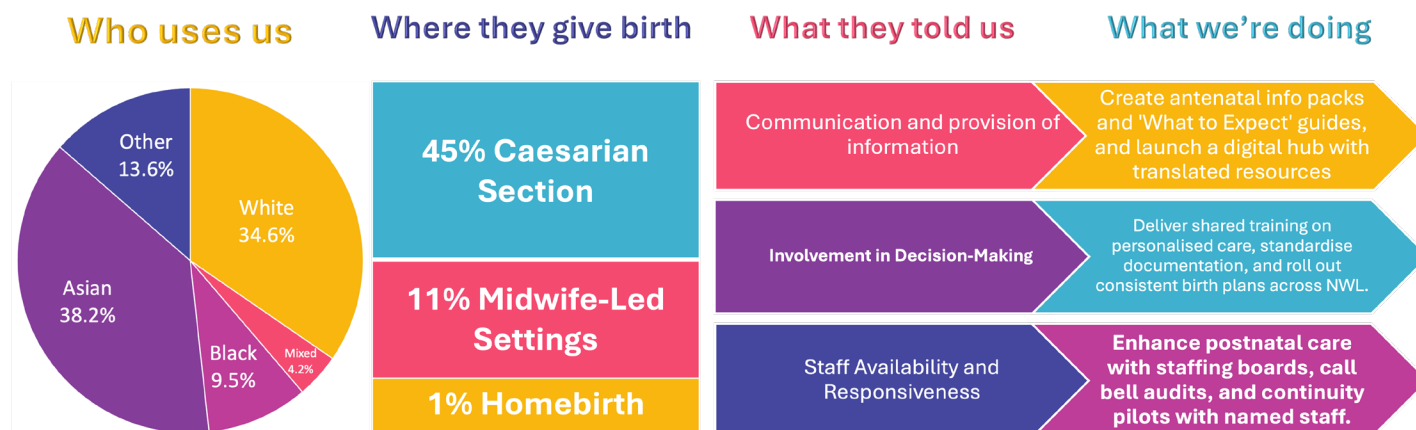 Who uses us
Other
13.6%
White
34.6%
Asian
38.2%
Black
9.5%
Mixed
4.2%
Where they give birth
45% Caesarian
Section
11% Midwife-Led
Settings
1% Homebirth
What they told us
What we're doing
Communication and provision of
information
Create antenatal info packs
and 'What to Expect' guides,
and launch a digital hub with
translated resources
Involvement in Decision-Making
Deliver shared training on
personalised care, standardise
documentation, and roll out
consistent birth plans across NWL.
Staff Availability and
Responsiveness
Enhance postnatal care
with staffing boards, call
bell audits, and continuity
pilots with named staff.